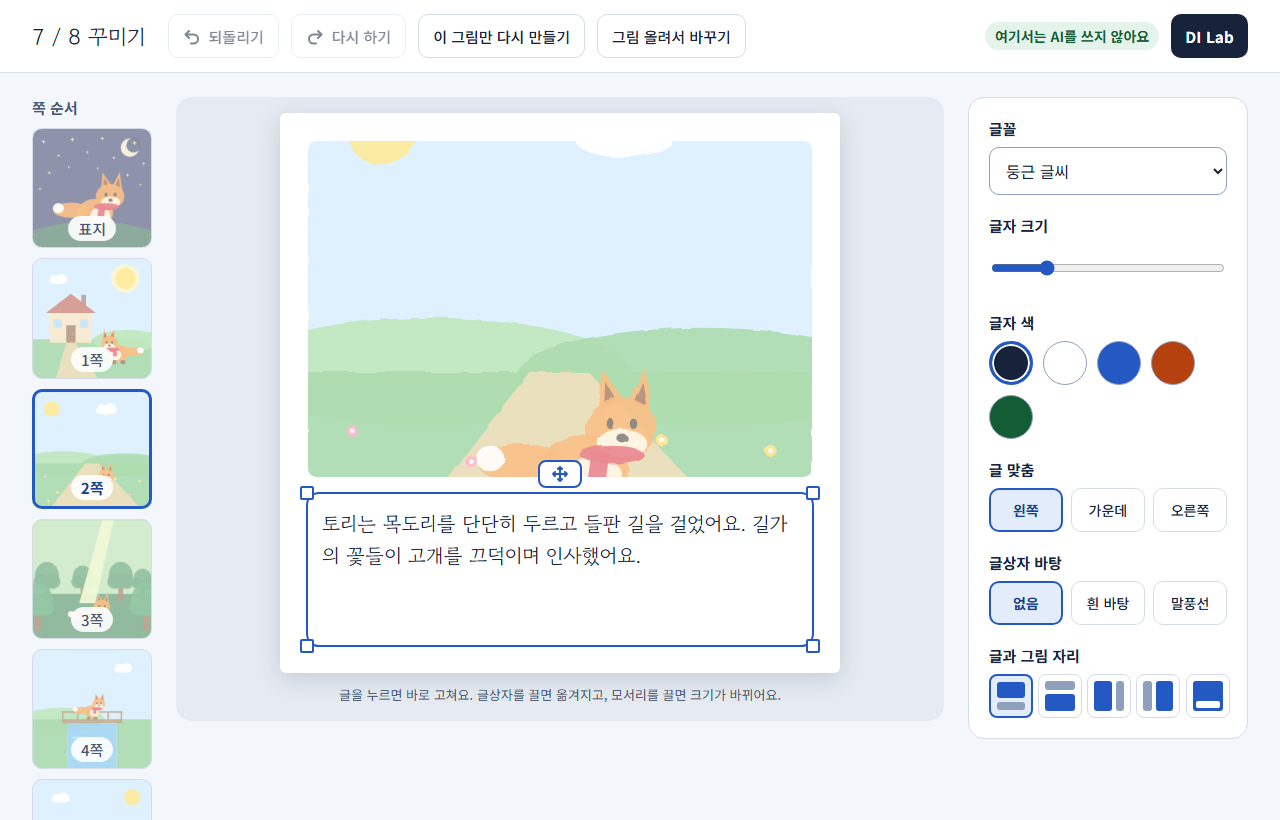 7 / 8 꾸미기
되돌리기
다시 하기
이 그림만 다시 만들기
그림 올려서 바꾸기
여기서는 AI를 쓰지 않아요
DI Lab
쪽 순서
표지
1쪽
2쪽
3쪽
4쪽
토리는 목도리를 단단히 두르고 들판 길을 걸었어요. 길가
의 꽃들이 고개를 끄덕이며 인사했어요.
글을 누르면 바로 고쳐요. 글상자를 끌면 옮겨지고, 모서리를 끌면 크기가 바뀌어요.
글꼴
둥근 글씨
글자 크기
글자 색
글 맞춤
왼쪽
가운데
오른쪽
글상자 바탕
없음
흰 바탕
말풍선
글과 그림 자리